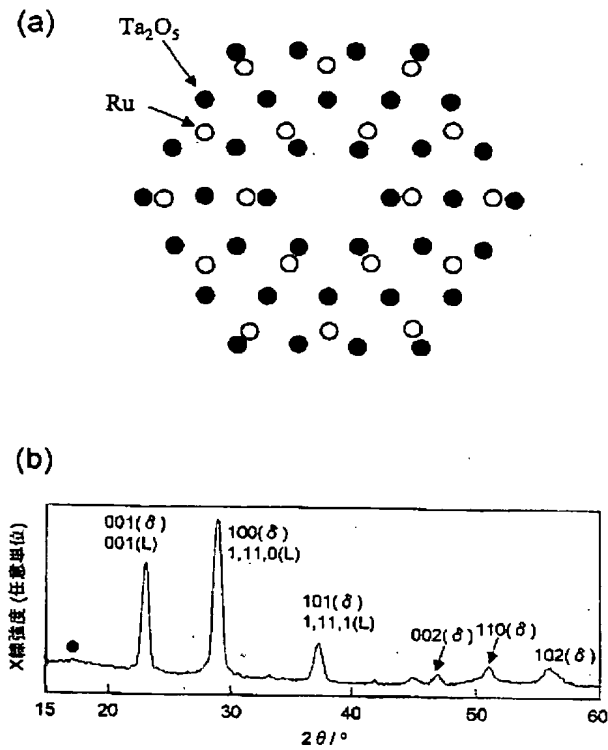 (a)
Ta₂O₅
Ru
(b)
X線強度 (任意単位)
001(δ)
001(L)
100(δ)
1,11,0(L)
101(δ)
1,11,1(L)
002(δ)
110(δ)
102(δ)
15
30
40
50
60
2θ/°